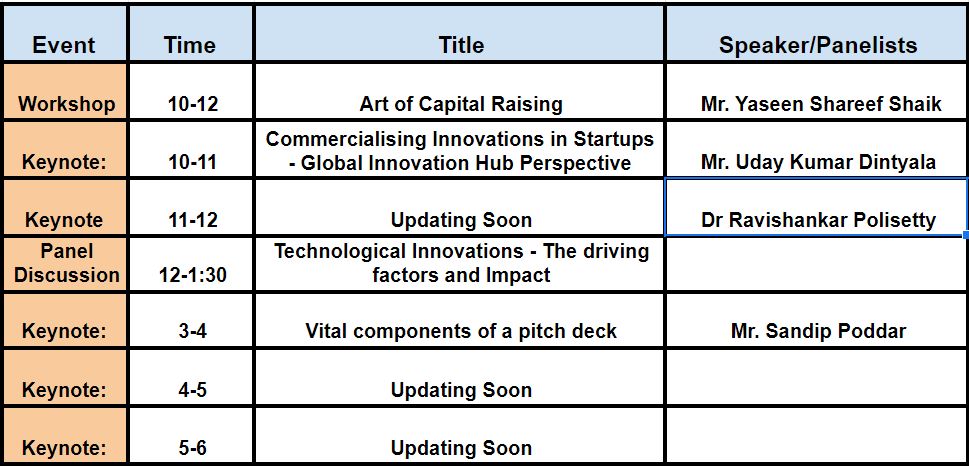 Event Time Title Speaker/Panelists
Workshop 10-12 Art of Capital Raising Mr. Yaseen Shareef Shaik
Commercialising Innovations in Startups
Keynote: 10-11 - Global Innovation Hub Perspective Mr. Uday Kumar Dintyala
Keynote 11-12 Updating Soon Dr Ravishankar Polisetty
Panel Technological Innovations - The driving
Discussion 12-1:30 factors and Impact
Keynote: 3-4 Vital components of a pitch deck Mr. Sandip Poddar
Keynote: 4-5 Updating Soon
Keynote: 5-6 Updating Soon